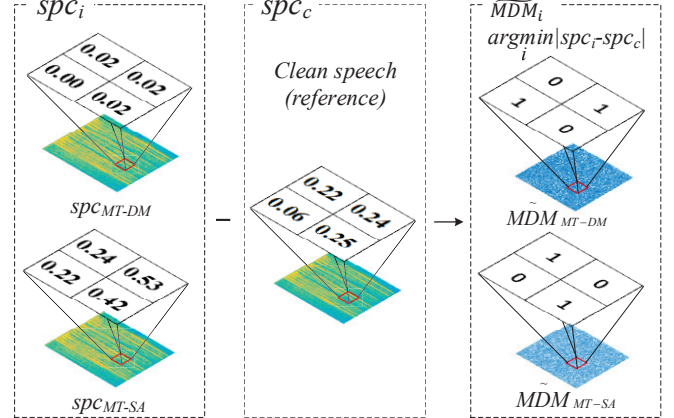 spc_i
0.02
0.02
0.00
0.02
spc_MT-DM
0.24
0.53
0.22
0.42
spc_MT-SA
−
spc_c
Clean speech
(reference)
0.22
0.24
0.06
0.25
M̃DM_i
argmin|spc_i-spc_c|
i
0
1
1
0
M̃DM_MT−DM
1
0
0
1
M̃DM_MT−SA